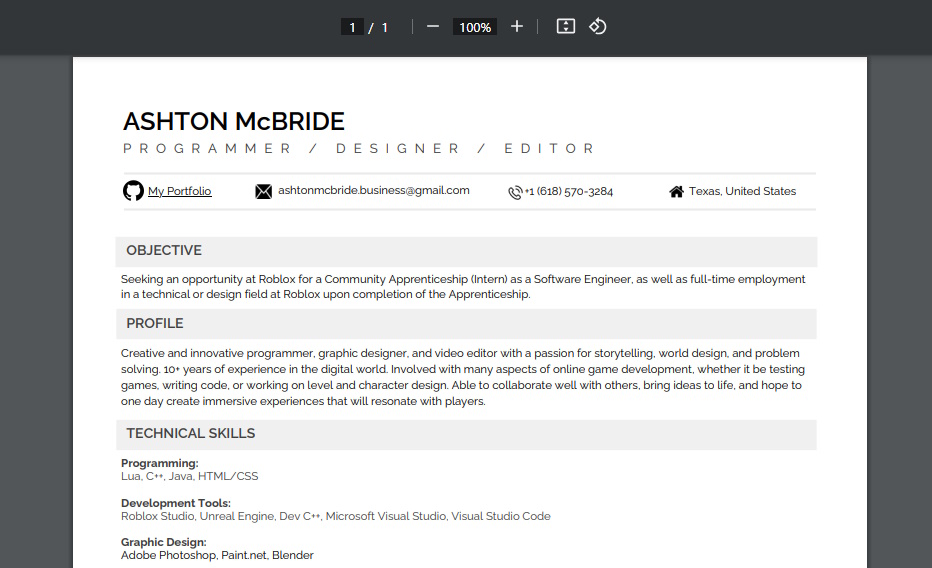 1 / 1
100%
ASHTON McBRIDE
PROGRAMMER / DESIGNER / EDITOR
My Portfolio ashtonmcbride.business@gmail.com +1 (618) 570-3284 Texas, United States
OBJECTIVE
Seeking an opportunity at Roblox for a Community Apprenticeship (Intern) as a Software Engineer, as well as full-time employment
in a technical or design field at Roblox upon completion of the Apprenticeship.
PROFILE
Creative and innovative programmer, graphic designer, and video editor with a passion for storytelling, world design, and problem
solving. 10+ years of experience in the digital world. Involved with many aspects of online game development, whether it be testing
games, writing code, or working on level and character design. Able to collaborate well with others, bring ideas to life, and hope to
one day create immersive experiences that will resonate with players.
TECHNICAL SKILLS
Programming:
Lua, C++, Java, HTML/CSS
Development Tools:
Roblox Studio, Unreal Engine, Dev C++, Microsoft Visual Studio, Visual Studio Code
Graphic Design:
Adobe Photoshop, Paint.net, Blender